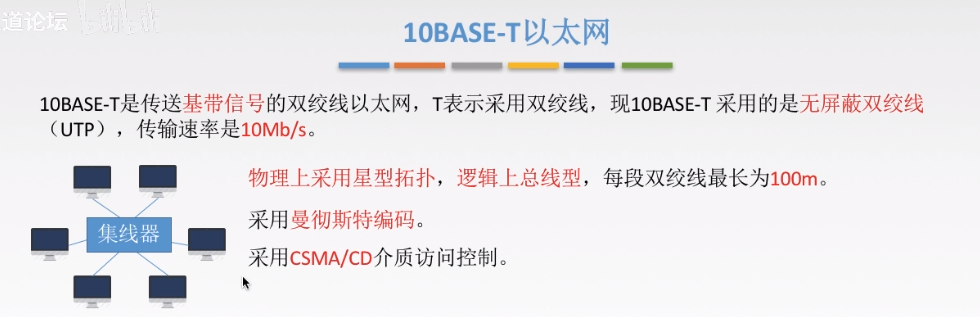 道论坛
10BASE-T以太网
10BASE-T是传送基带信号的双绞线以太网，T表示采用双绞线，现10BASE-T 采用的是无屏蔽双绞线
（UTP），传输速率是10Mb/s。
物理上采用星型拓扑，逻辑上总线型，每段双绞线最长为100m。
采用曼彻斯特编码。
采用CSMA/CD介质访问控制。
集线器